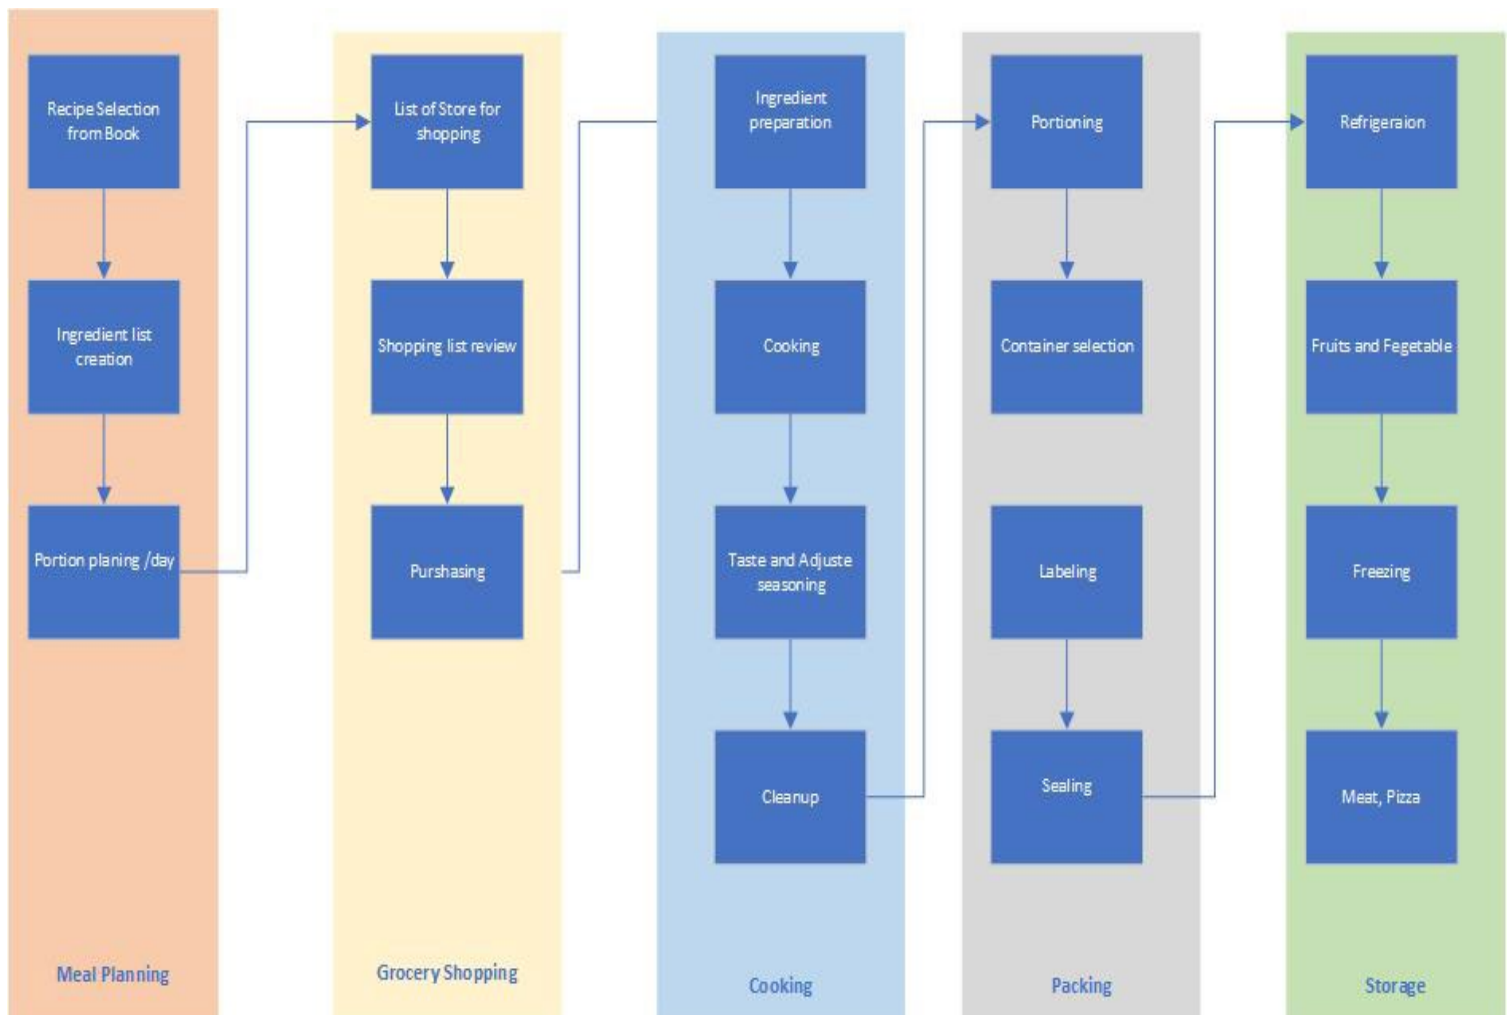 Recipe Selection
from Book
Ingredient list
creation
Portion planing /day
Meal Planning
List of Store for
shopping
Shopping list review
Purshasing
Grocery Shopping
Ingredient
preparation
Cooking
Taste and Adjuste
seasoning
Cleanup
Cooking
Portioning
Container selection
Labeling
Sealing
Packing
Refrigeraion
Fruits and Fegetable
Freezing
Meat, Pizza
Storage